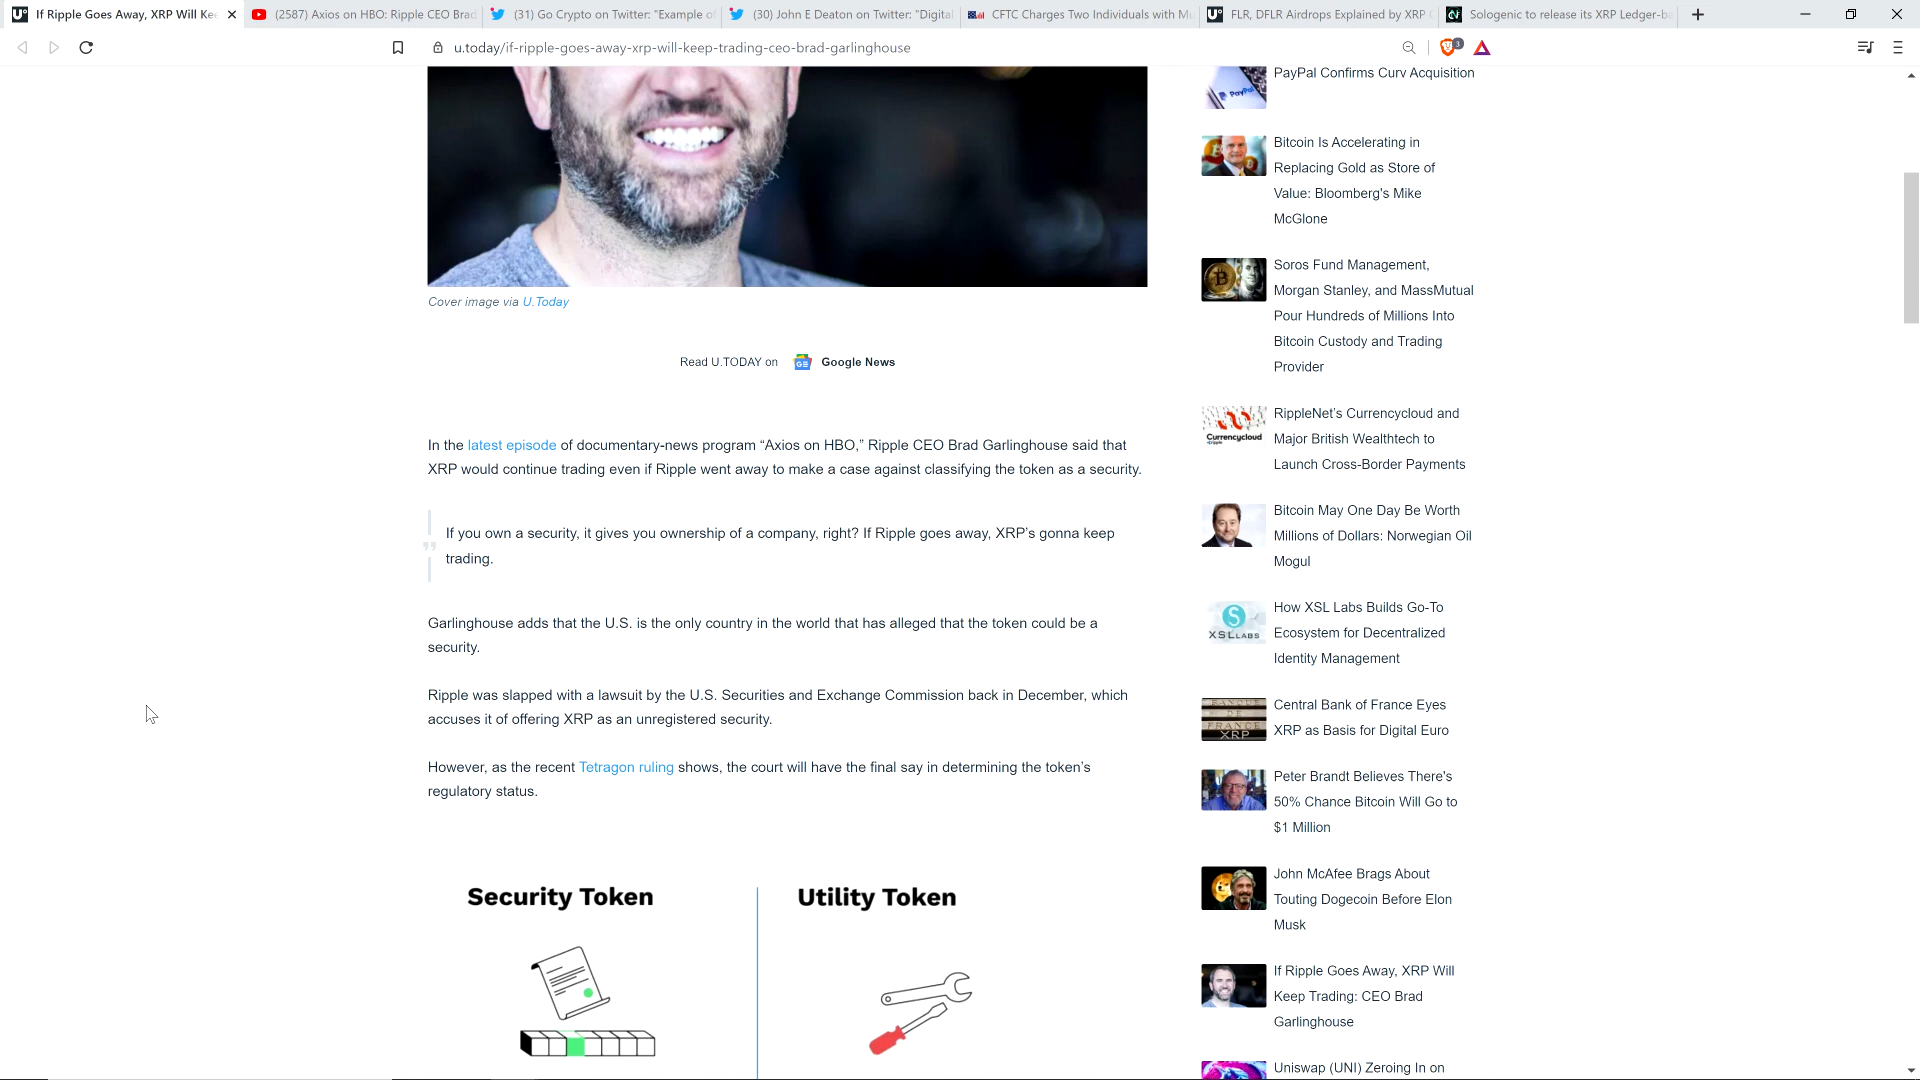 If Ripple Goes Away, XRP Will Ke
(2587) Axios on HBO: Ripple CEO Brad
(31) Go Crypto on Twitter: "Example o
(30) John E Deaton on Twitter: "Digita
CFTC Charges Two Individuals with M
FLR, DFLR Airdrops Explained by XRP
Sologenic to release its XRP Ledger-ba
u.today/if-ripple-goes-away-xrp-will-keep-trading-ceo-brad-garlinghouse
3
Cover image via U.Today
Read U.TODAY on Google News
In the latest episode of documentary-news program “Axios on HBO,” Ripple CEO Brad Garlinghouse said that
XRP would continue trading even if Ripple went away to make a case against classifying the token as a security.
If you own a security, it gives you ownership of a company, right? If Ripple goes away, XRP’s gonna keep
trading.
Garlinghouse adds that the U.S. is the only country in the world that has alleged that the token could be a
security.
Ripple was slapped with a lawsuit by the U.S. Securities and Exchange Commission back in December, which
accuses it of offering XRP as an unregistered security.
However, as the recent Tetragon ruling shows, the court will have the final say in determining the token’s
regulatory status.
Security Token
Utility Token
PayPal
PayPal Confirms Curv Acquisition
Bitcoin Is Accelerating in
Replacing Gold as Store of
Value: Bloomberg's Mike
McGlone
Soros Fund Management,
Morgan Stanley, and MassMutual
Pour Hundreds of Millions Into
Bitcoin Custody and Trading
Provider
Currencycloud
RippleNet’s Currencycloud and
Major British Wealthtech to
Launch Cross-Border Payments
Bitcoin May One Day Be Worth
Millions of Dollars: Norwegian Oil
Mogul
XSL LABS
How XSL Labs Builds Go-To
Ecosystem for Decentralized
Identity Management
BANQUE
DE
FRANCE
XRP
Central Bank of France Eyes
XRP as Basis for Digital Euro
Peter Brandt Believes There's
50% Chance Bitcoin Will Go to
$1 Million
John McAfee Brags About
Touting Dogecoin Before Elon
Musk
If Ripple Goes Away, XRP Will
Keep Trading: CEO Brad
Garlinghouse
Uniswap (UNI) Zeroing In on